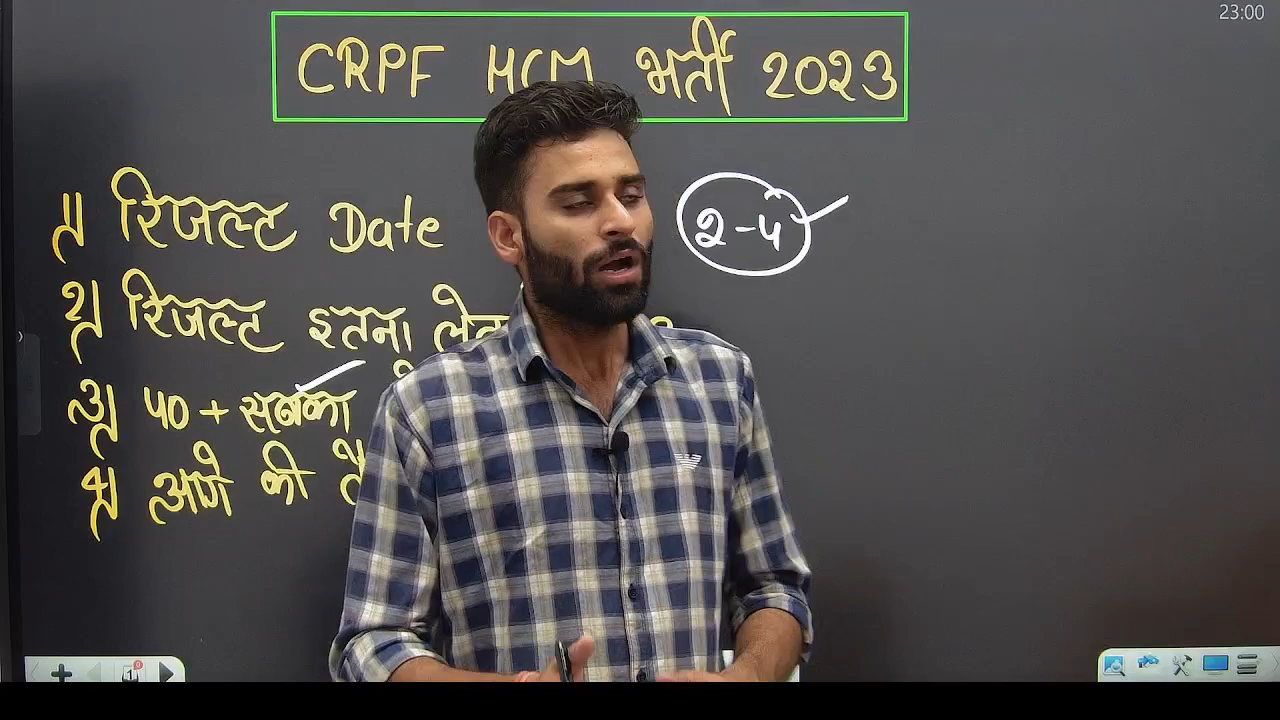 23:00
CRPF HCM भर्ती 2023
1) रिजल्ट Date
2-4
2) रिजल्ट इतना
3) 40 + सबका
4) आगे की